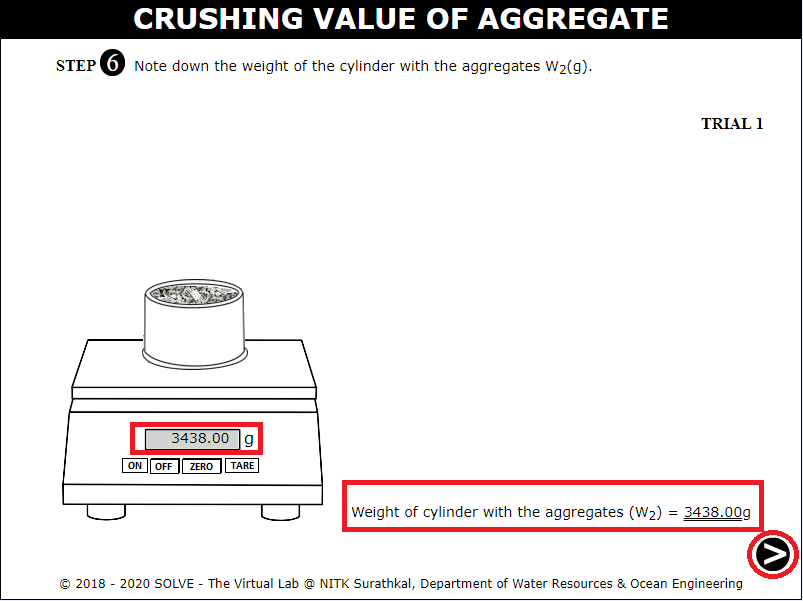 CRUSHING VALUE OF AGGREGATE
STEP 6 Note down the weight of the cylinder with the aggregates W2(g).
TRIAL 1
3438.00 g
ON OFF ZERO TARE
Weight of cylinder with the aggregates (W2) = 3438.00g
>
© 2018 - 2020 SOLVE - The Virtual Lab @ NITK Surathkal, Department of Water Resources & Ocean Engineering